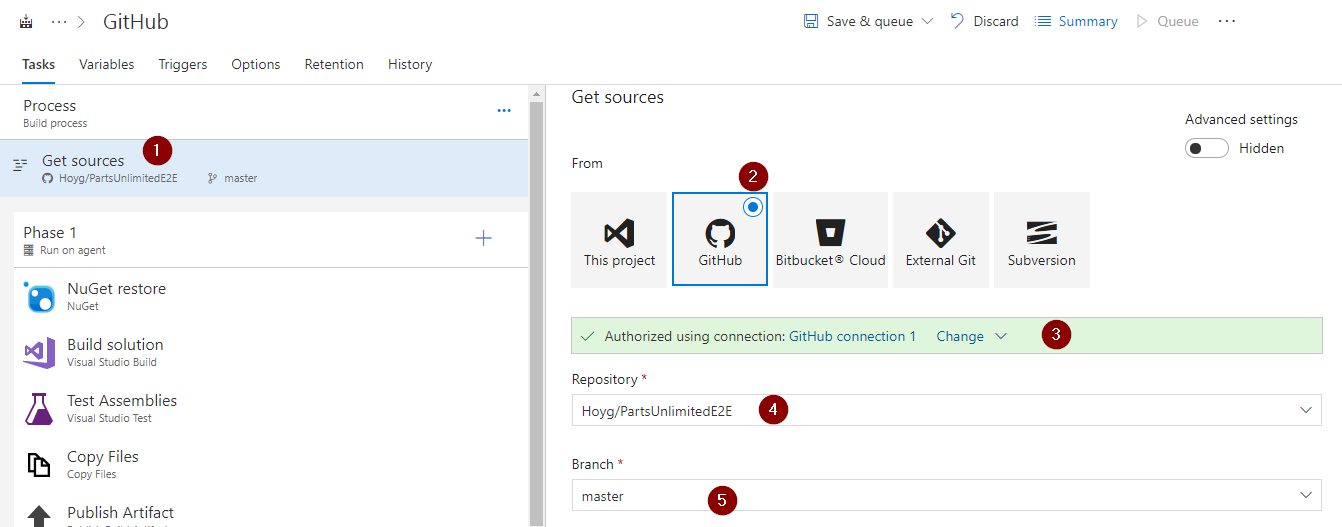 ··· > GitHub
Save & queue
Discard
Summary
Queue
···
Tasks
Variables
Triggers
Options
Retention
History
Process
Build process
···
1
Get sources
Hoyg/PartsUnlimitedE2E
master
Phase 1
Run on agent
+
NuGet restore
NuGet
Build solution
Visual Studio Build
Test Assemblies
Visual Studio Test
Copy Files
Copy Files
Publish Artifact
Get sources
Advanced settings
Hidden
From
2
This project
GitHub
Bitbucket® Cloud
External Git
Subversion
Authorized using connection: GitHub connection 1 Change
3
Repository *
Hoyg/PartsUnlimitedE2E
4
Branch *
master
5